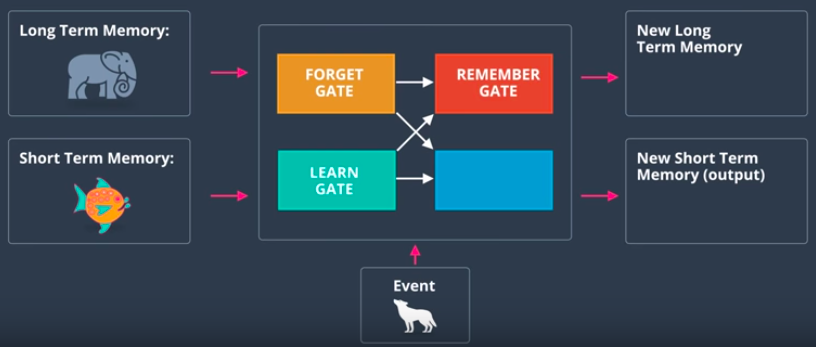 Long Term Memory:
Short Term Memory:
FORGET
GATE
REMEMBER
GATE
LEARN
GATE
Event
New Long
Term Memory
New Short Term
Memory (output)